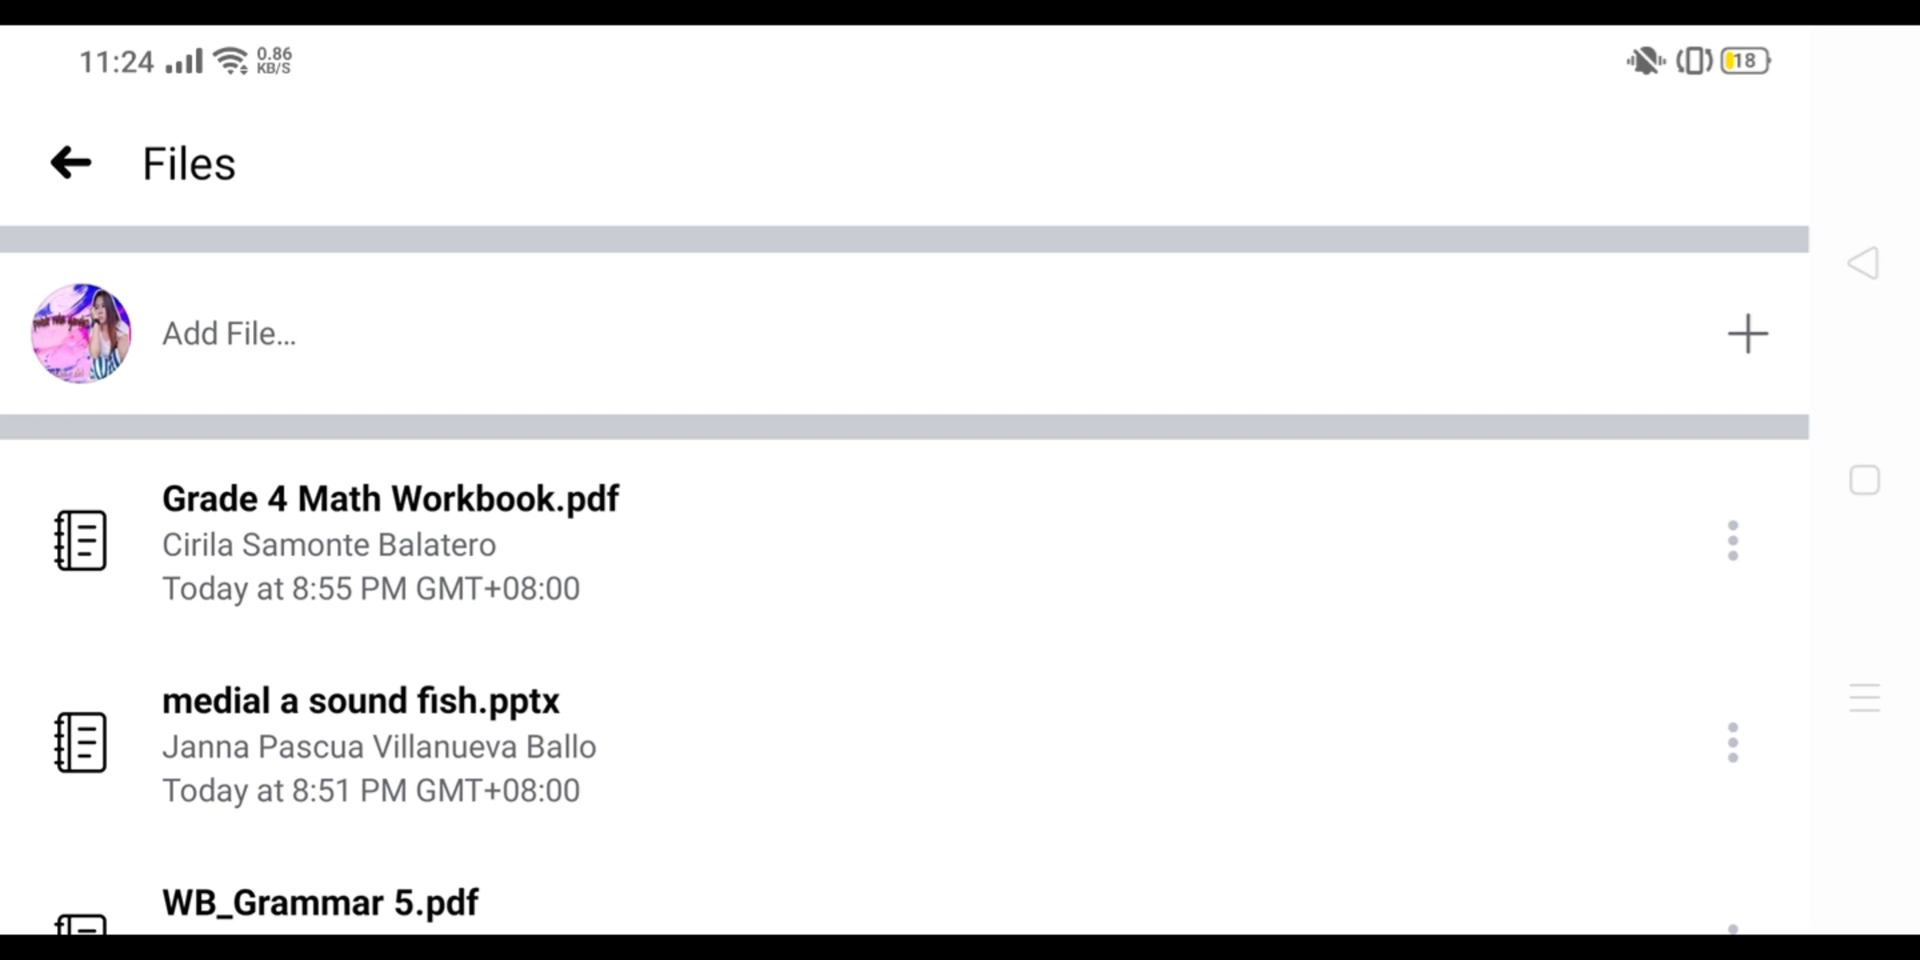 11:24
0.86
KB/S
18
Files
Add File...
Grade 4 Math Workbook.pdf
Cirila Samonte Balatero
Today at 8:55 PM GMT+08:00
medial a sound fish.pptx
Janna Pascua Villanueva Ballo
Today at 8:51 PM GMT+08:00
WB_Grammar 5.pdf